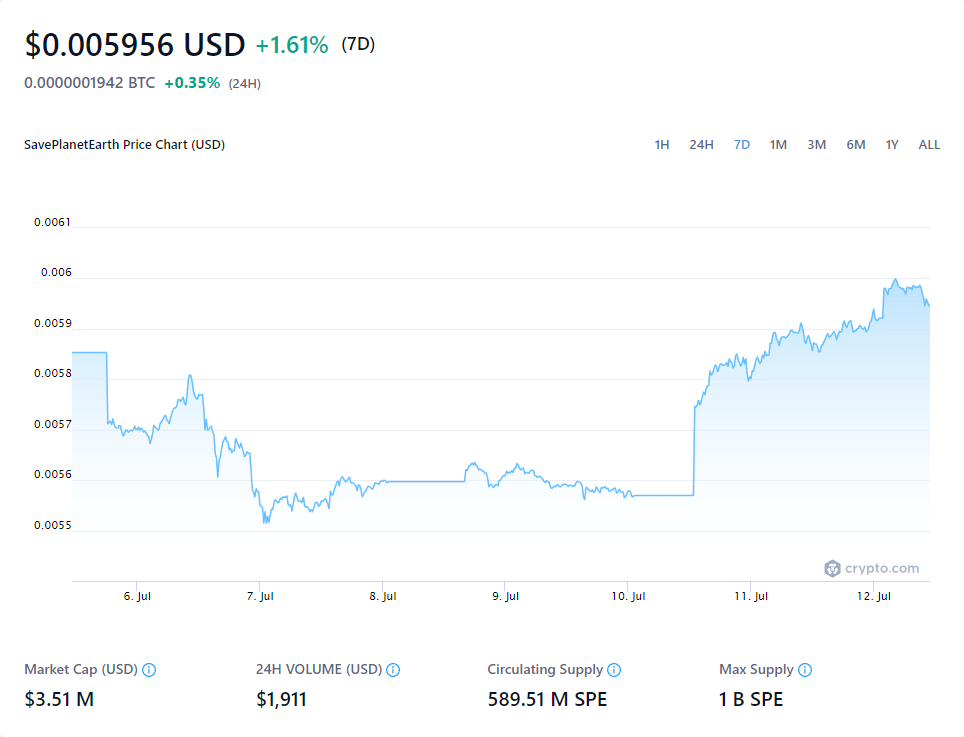 $0.005956 USD +1.61% (7D)
0.0000001942 BTC +0.35% (24H)
SavePlanetEarth Price Chart (USD) 1H 24H 7D 1M 3M 6M 1Y ALL
0.0061
0.006
0.0059
0.0058
0.0057
0.0056
0.0055
crypto.com
6. Jul 7. Jul 8. Jul 9. Jul 10. Jul 11. Jul 12. Jul
Market Cap (USD) 24H VOLUME (USD) Circulating Supply Max Supply
$3.51 M $1,911 589.51 M SPE 1 B SPE